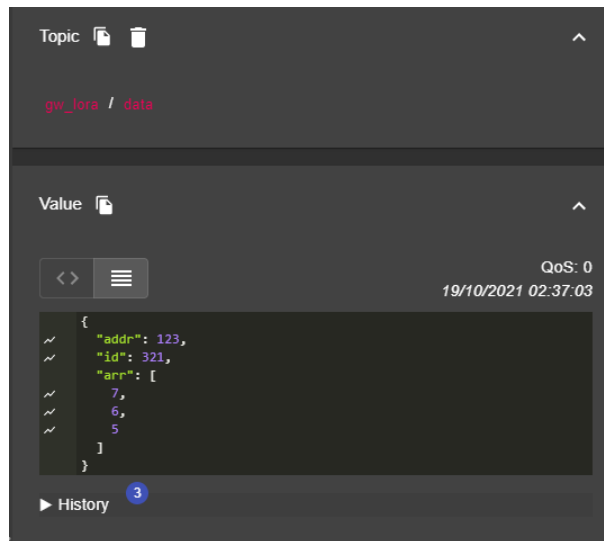 Topic
gw_lora / data
Value
<> QoS: 0
19/10/2021 02:37:03
{
"addr": 123,
"id": 321,
"arr": [
7,
6,
5
]
}
▶ History 3